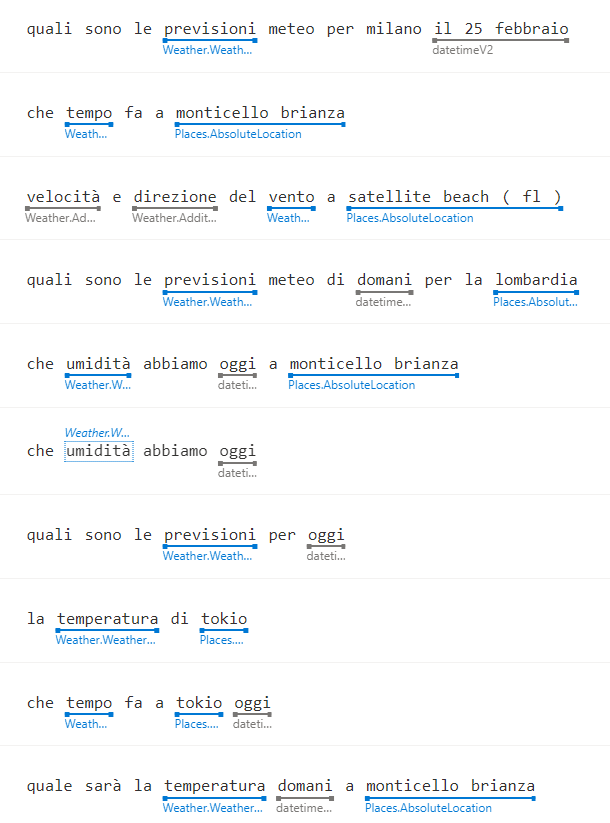 quali sono le previsioni meteo per milano il 25 febbraio
Weather.Weath... datetimeV2
che tempo fa a monticello brianza
Weath... Places.AbsoluteLocation
velocità e direzione del vento a satellite beach ( fl )
Weather.Ad... Weather.Addit... Weath... Places.AbsoluteLocation
quali sono le previsioni meteo di domani per la lombardia
Weather.Weath... datetime... Places.Absolut...
che umidità abbiamo oggi a monticello brianza
Weather.W... dateti... Places.AbsoluteLocation
Weather.W...
che umidità abbiamo oggi
dateti...
quali sono le previsioni per oggi
Weather.Weath... dateti...
la temperatura di tokio
Weather.Weather... Places....
che tempo fa a tokio oggi
Weath... Places.... dateti...
quale sarà la temperatura domani a monticello brianza
Weather.Weather... datetime... Places.AbsoluteLocation